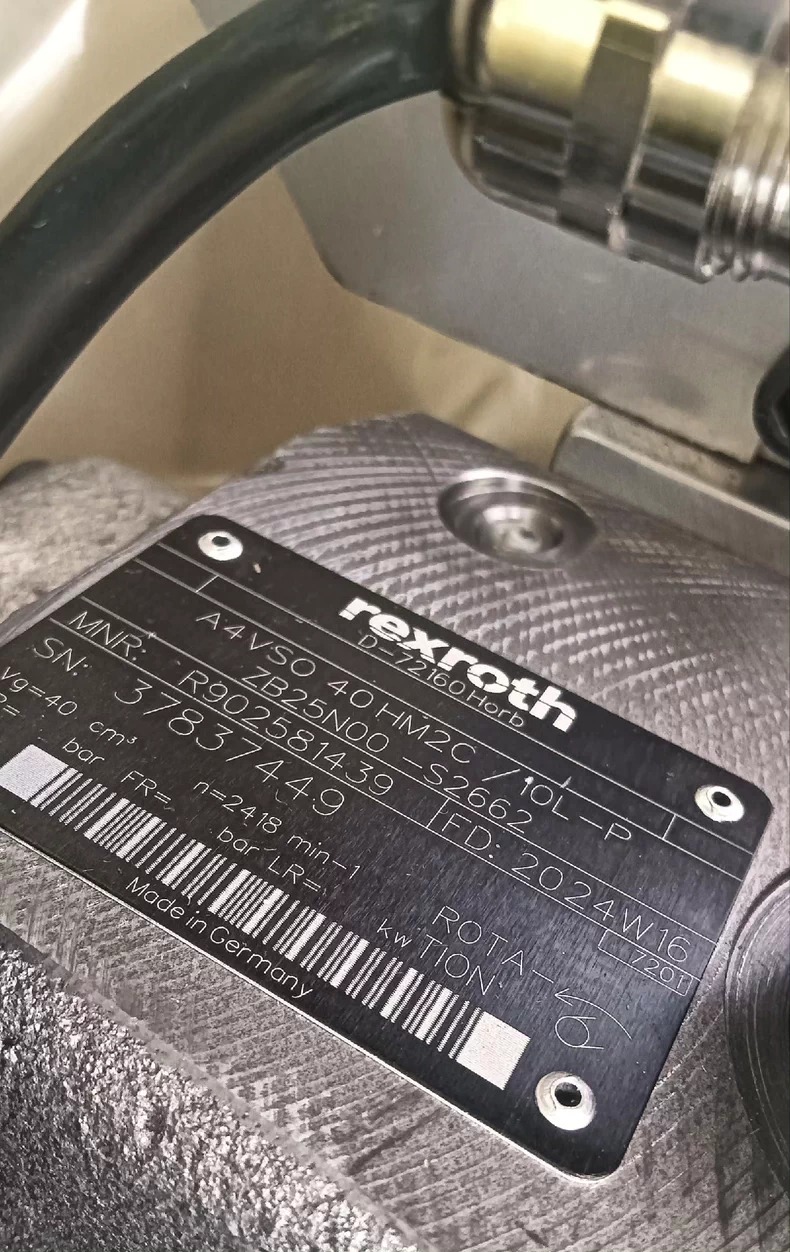 rexroth
D-72160 Horb
A4VSO 40 HM2C /10L-P
ZB25N00 -S2662
MNR: R902581439 FD: 2024W16
SN: 37837449 7201
Vg=40 cm³ n=2418 min-1 ROTA-
bar FR= bar LR= kw TION
Made in Germany